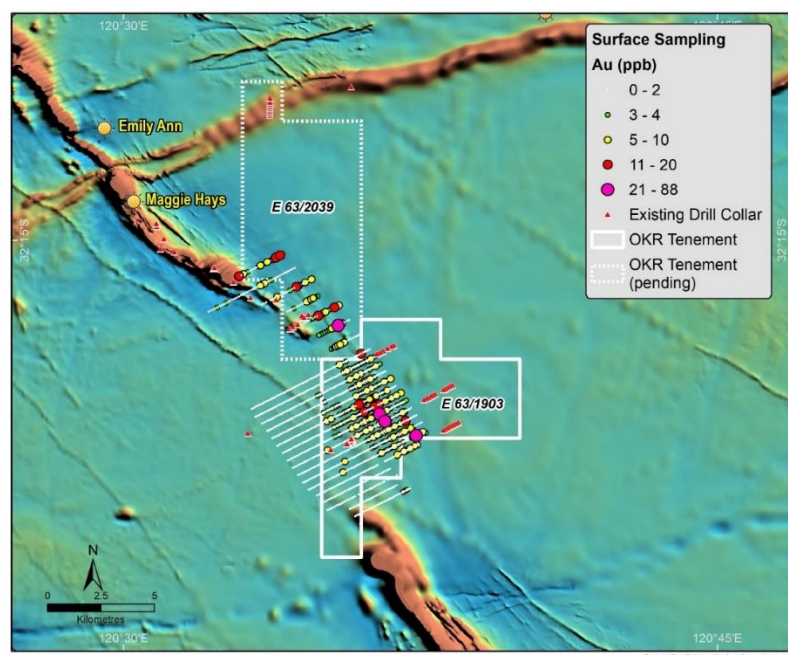 120°30'E
120°45'E
Surface Sampling
Au (ppb)
0 - 2
3 - 4
5 - 10
11 - 20
21 - 88
Existing Drill Collar
OKR Tenement
OKR Tenement
(pending)
Emily Ann
Maggie Hays
E 63/2039
32°15'S
32°15'S
E 63/1903
N
0 2.5 5
Kilometres
120°30'E
120°45'E